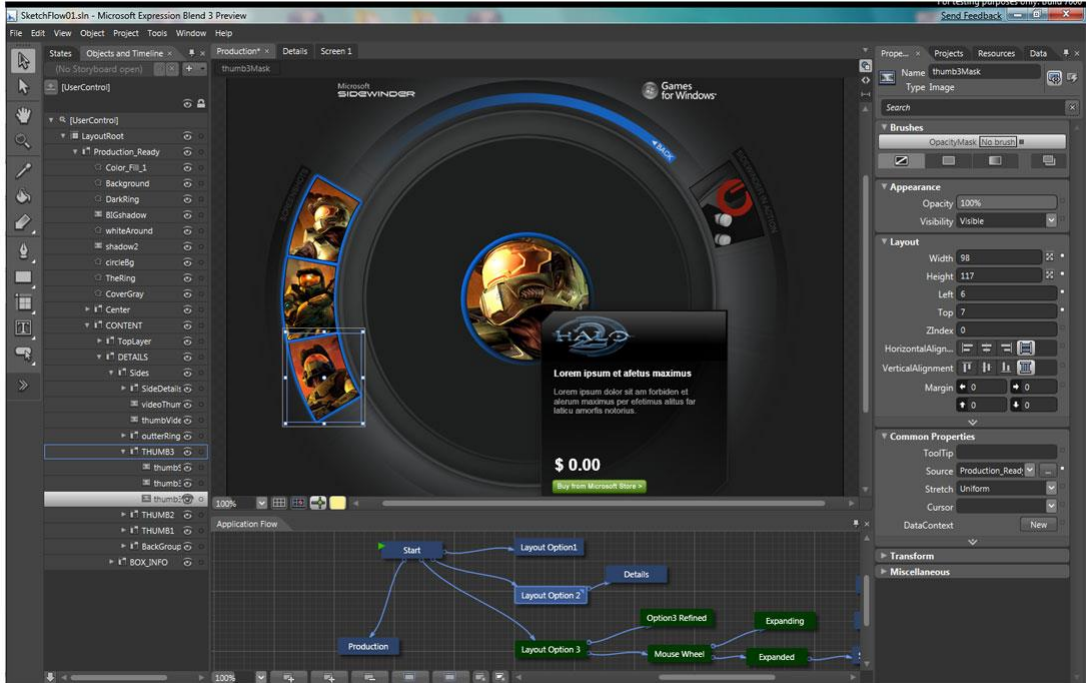 For testing purposes only. Build 7000
SketchFlow01.sln - Microsoft Expression Blend 3 Preview
Send Feedback
File Edit View Object Project Tools Window Help
States
Objects and Timeline
(No Storyboard open)
[UserControl]
[UserControl]
LayoutRoot
Production_Ready
Color_Fill_1
Background
DarkRing
BIGshadow
whiteAround
shadow2
circleBg
TheRing
CoverGray
Center
CONTENT
TopLayer
DETAILS
Sides
SideDetails
videoThum
thumbVide
outterRing
THUMB3
thumb
thumb
thumb
THUMB2
THUMB1
BackGroup
BOX_INFO
Production*
Details
Screen 1
thumb3Mask
Microsoft
SIDEWINDER
Games
for Windows
BACK
HALO
2
Lorem ipsum et afetus maximus
Lorem ipsum dolor sit am forbiden et
alerum maximus per efetimus alitus far
laticu amorfis notorius.
$ 0.00
Buy from Microsoft Store >
100%
Application Flow
Start
Layout Option1
Layout Option 2
Details
Production
Layout Option 3
Option3 Refined
Mouse Wheel
Expanding
Expanded
100%
Prope...
Projects
Resources
Data
Name thumb3Mask
Type Image
Search
Brushes
OpacityMask No brush
Appearance
Opacity 100%
Visibility Visible
Layout
Width 98
Height 117
Left 6
Top 7
ZIndex 0
HorizontalAlign...
VerticalAlignment
Margin 0 0
0 0
Common Properties
ToolTip
Source Production_Ready
Stretch Uniform
Cursor
DataContext New
Transform
Miscellaneous